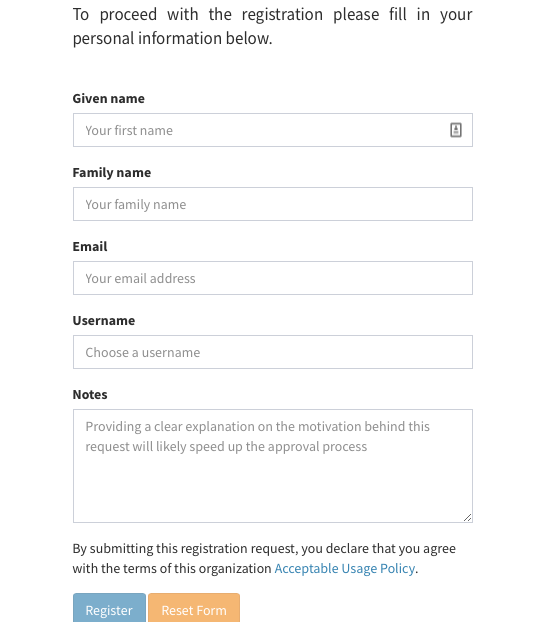 To proceed with the registration please fill in your
personal information below.
Given name
Your first name
Family name
Your family name
Email
Your email address
Username
Choose a username
Notes
Providing a clear explanation on the motivation behind this
request will likely speed up the approval process
By submitting this registration request, you declare that you agree
with the terms of this organization Acceptable Usage Policy.
Register Reset Form